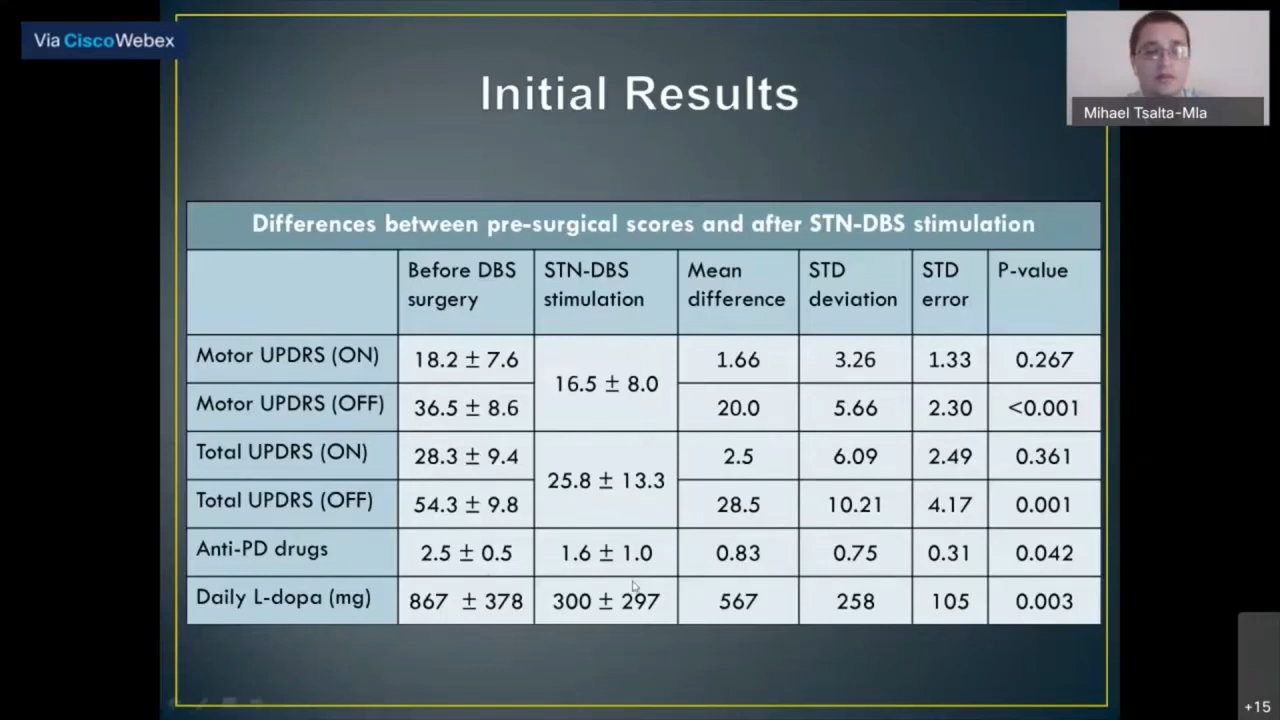 Via CiscoWebex
Mihael Tsalta-Mla
Initial Results
Differences between pre-surgical scores and after STN-DBS stimulation
Before DBS surgery
STN-DBS stimulation
Mean difference
STD deviation
STD error
P-value
Motor UPDRS (ON) 18.2 ± 7.6 16.5 ± 8.0 1.66 3.26 1.33 0.267
Motor UPDRS (OFF) 36.5 ± 8.6 20.0 5.66 2.30 <0.001
Total UPDRS (ON) 28.3 ± 9.4 25.8 ± 13.3 2.5 6.09 2.49 0.361
Total UPDRS (OFF) 54.3 ± 9.8 28.5 10.21 4.17 0.001
Anti-PD drugs 2.5 ± 0.5 1.6 ± 1.0 0.83 0.75 0.31 0.042
Daily L-dopa (mg) 867 ± 378 300 ± 297 567 258 105 0.003
+15